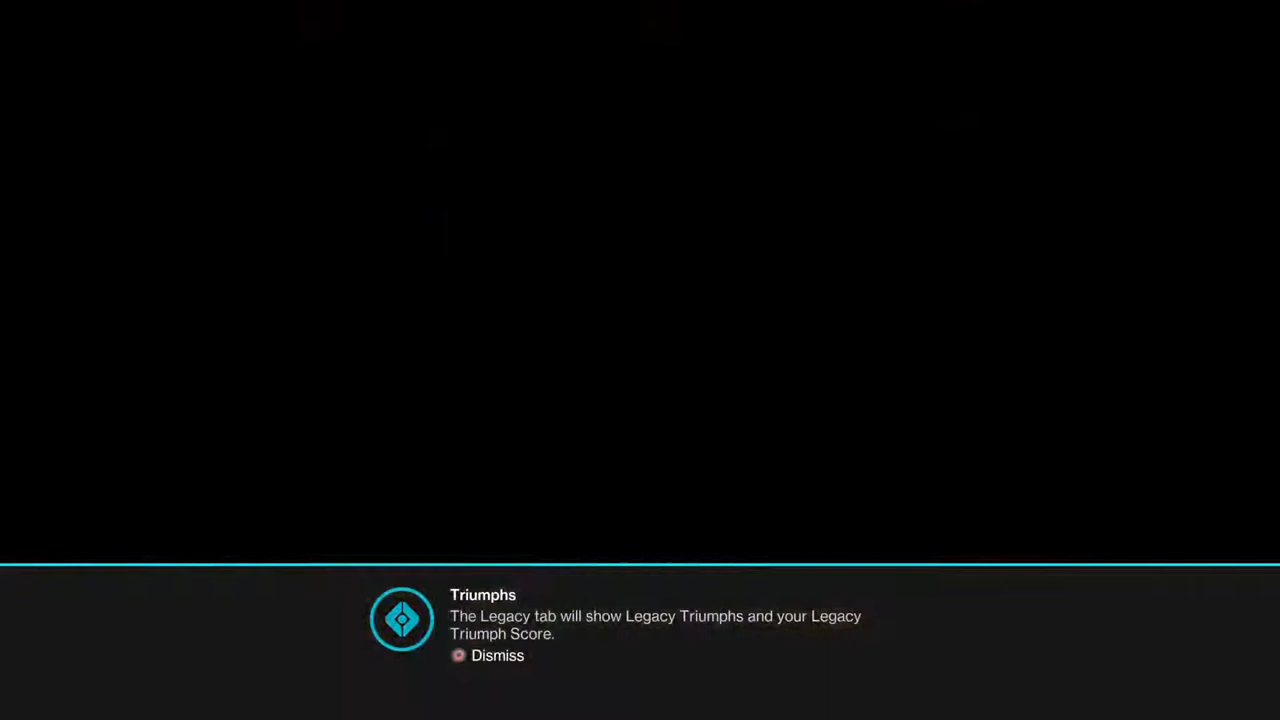 Triumphs
The Legacy tab will show Legacy Triumphs and your Legacy
Triumph Score.
Dismiss